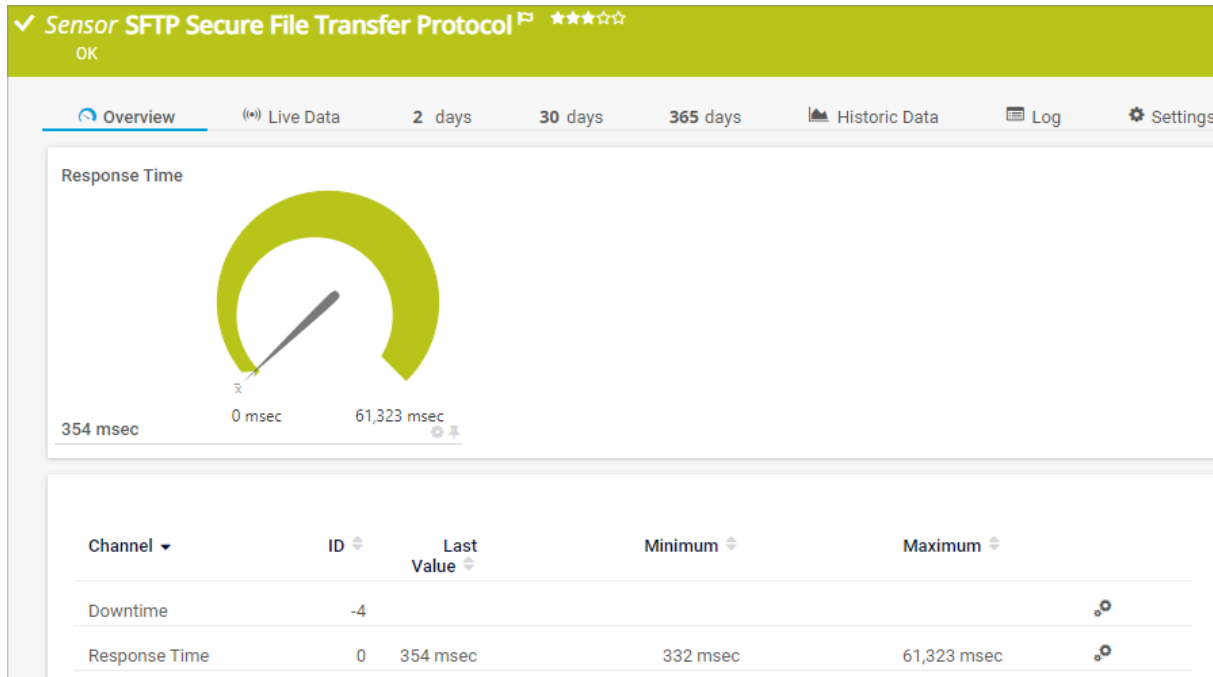 Sensor SFTP Secure File Transfer Protocol
OK
Overview Live Data 2 days 30 days 365 days Historic Data Log Settings
Response Time
x̄
0 msec 61,323 msec
354 msec
Channel ID Last Value Minimum Maximum
Downtime -4
Response Time 0 354 msec 332 msec 61,323 msec